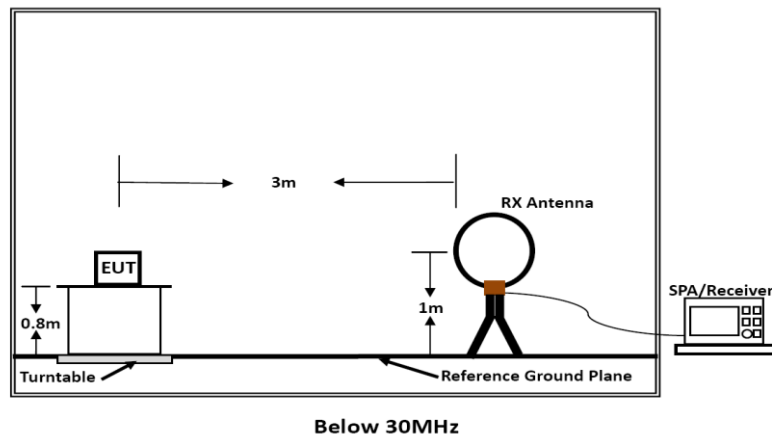 3m
RX Antenna
EUT
SPA/Receiver
0.8m
1m
Turntable
Reference Ground Plane
Below 30MHz